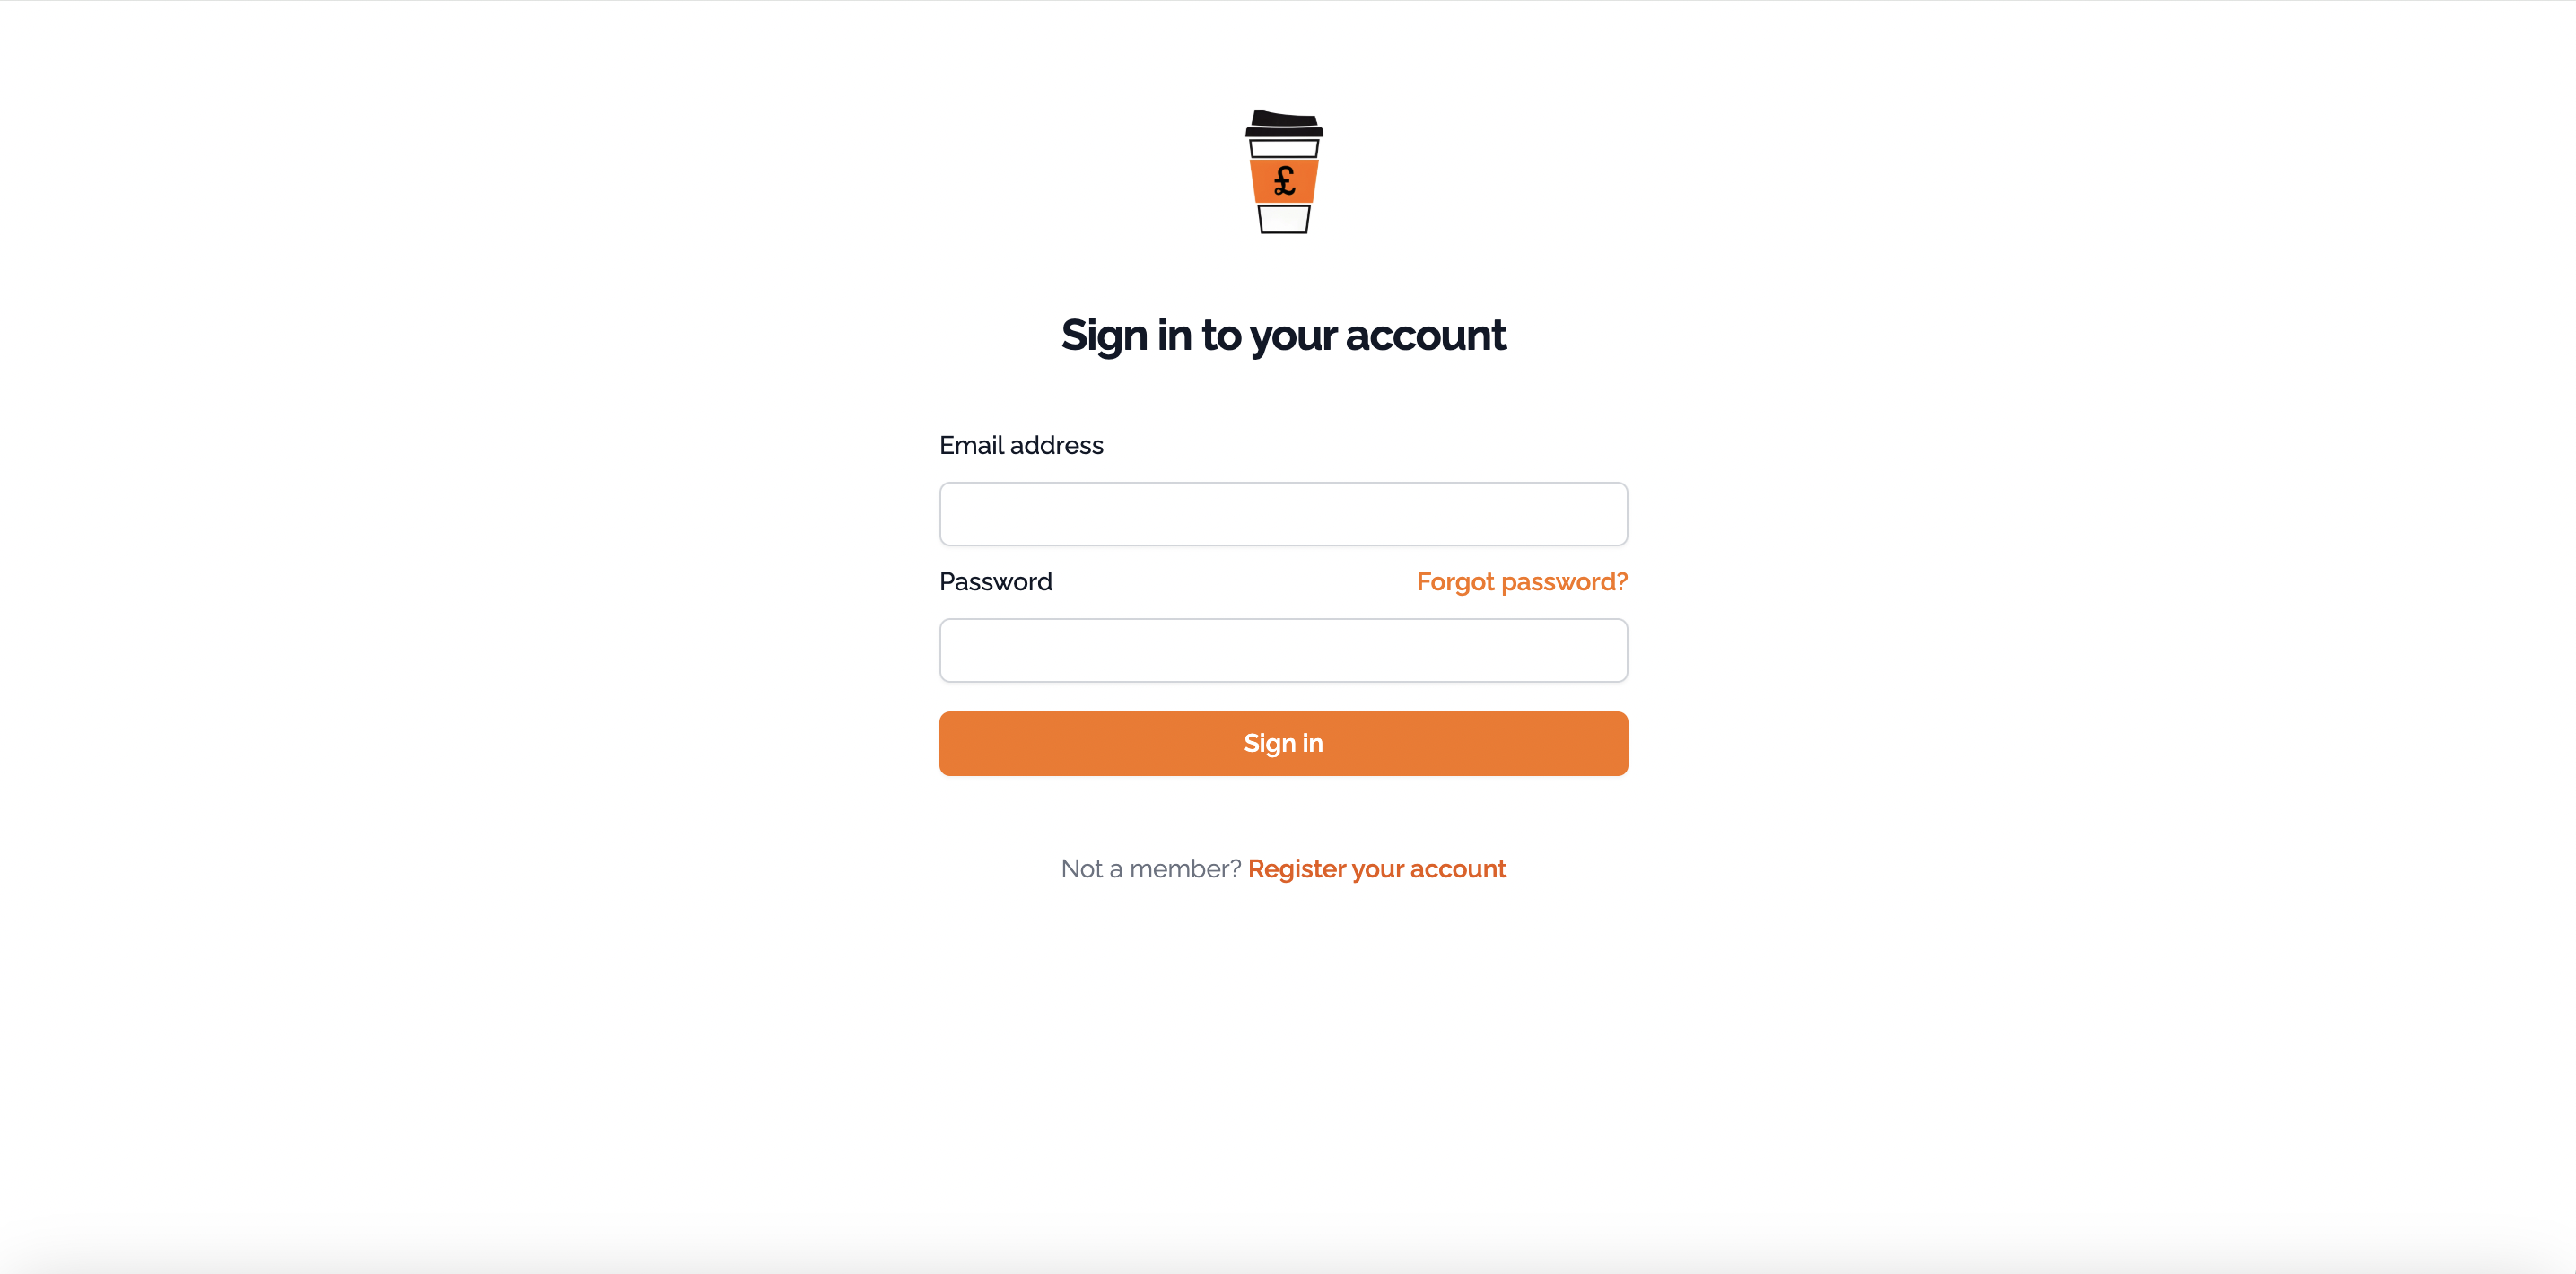 £
Sign in to your account
Email address
Password Forgot password?
Sign in
Not a member? Register your account